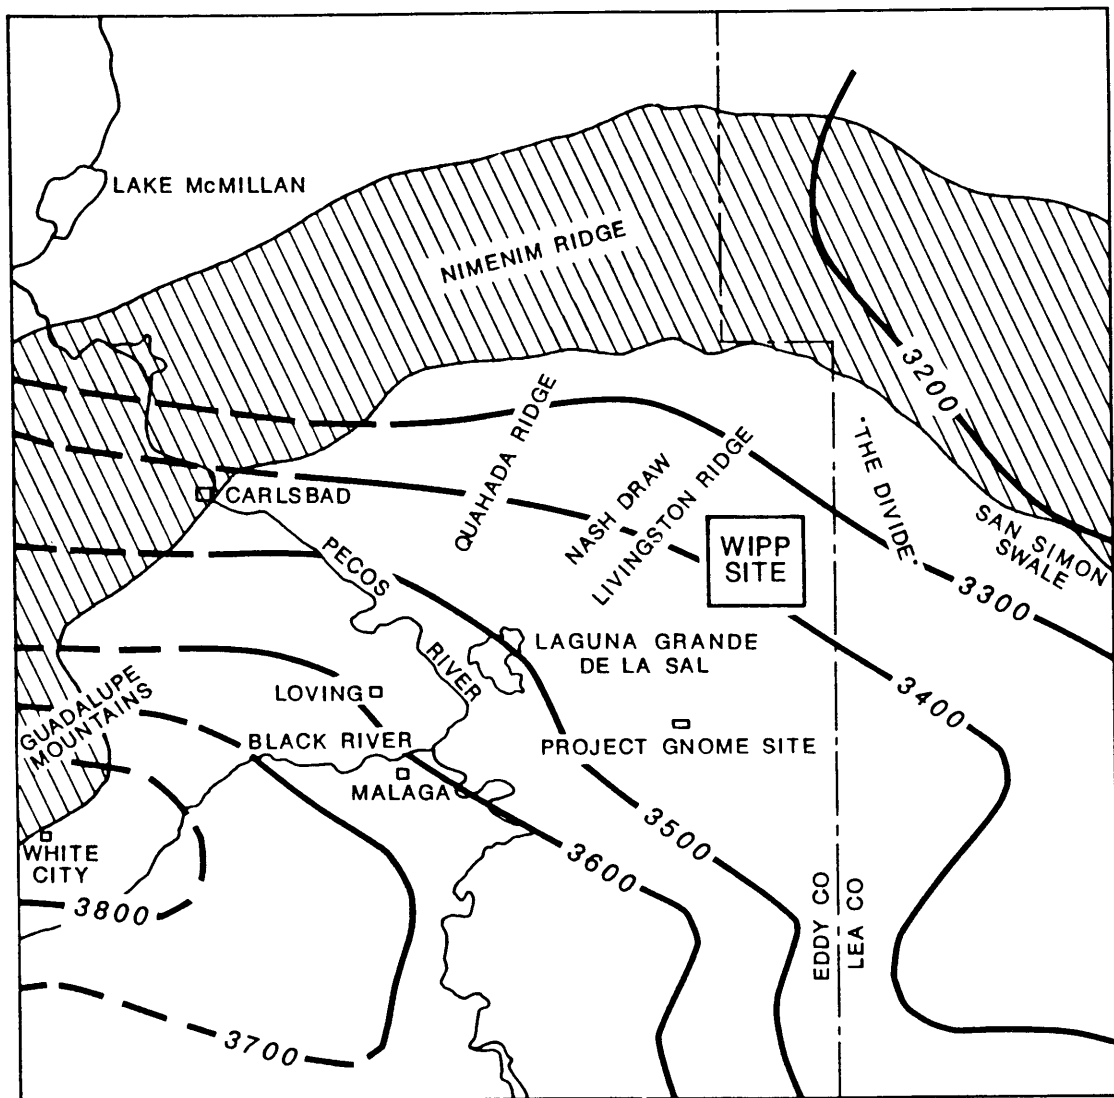 LAKE McMILLAN
NIMENIM RIDGE
3200
QUAHADA RIDGE
"THE DIVIDE"
NASH DRAW
LIVINGSTON RIDGE
CARLSBAD
SAN SIMON
SWALE
WIPP
SITE
PECOS
RIVER
3300
LAGUNA GRANDE
DE LA SAL
3400
GUADALUPE
MOUNTAINS
LOVING
BLACK RIVER
PROJECT GNOME SITE
MALAGA
3500
WHITE
CITY
3600
3800
EDDY CO
LEA CO
3700